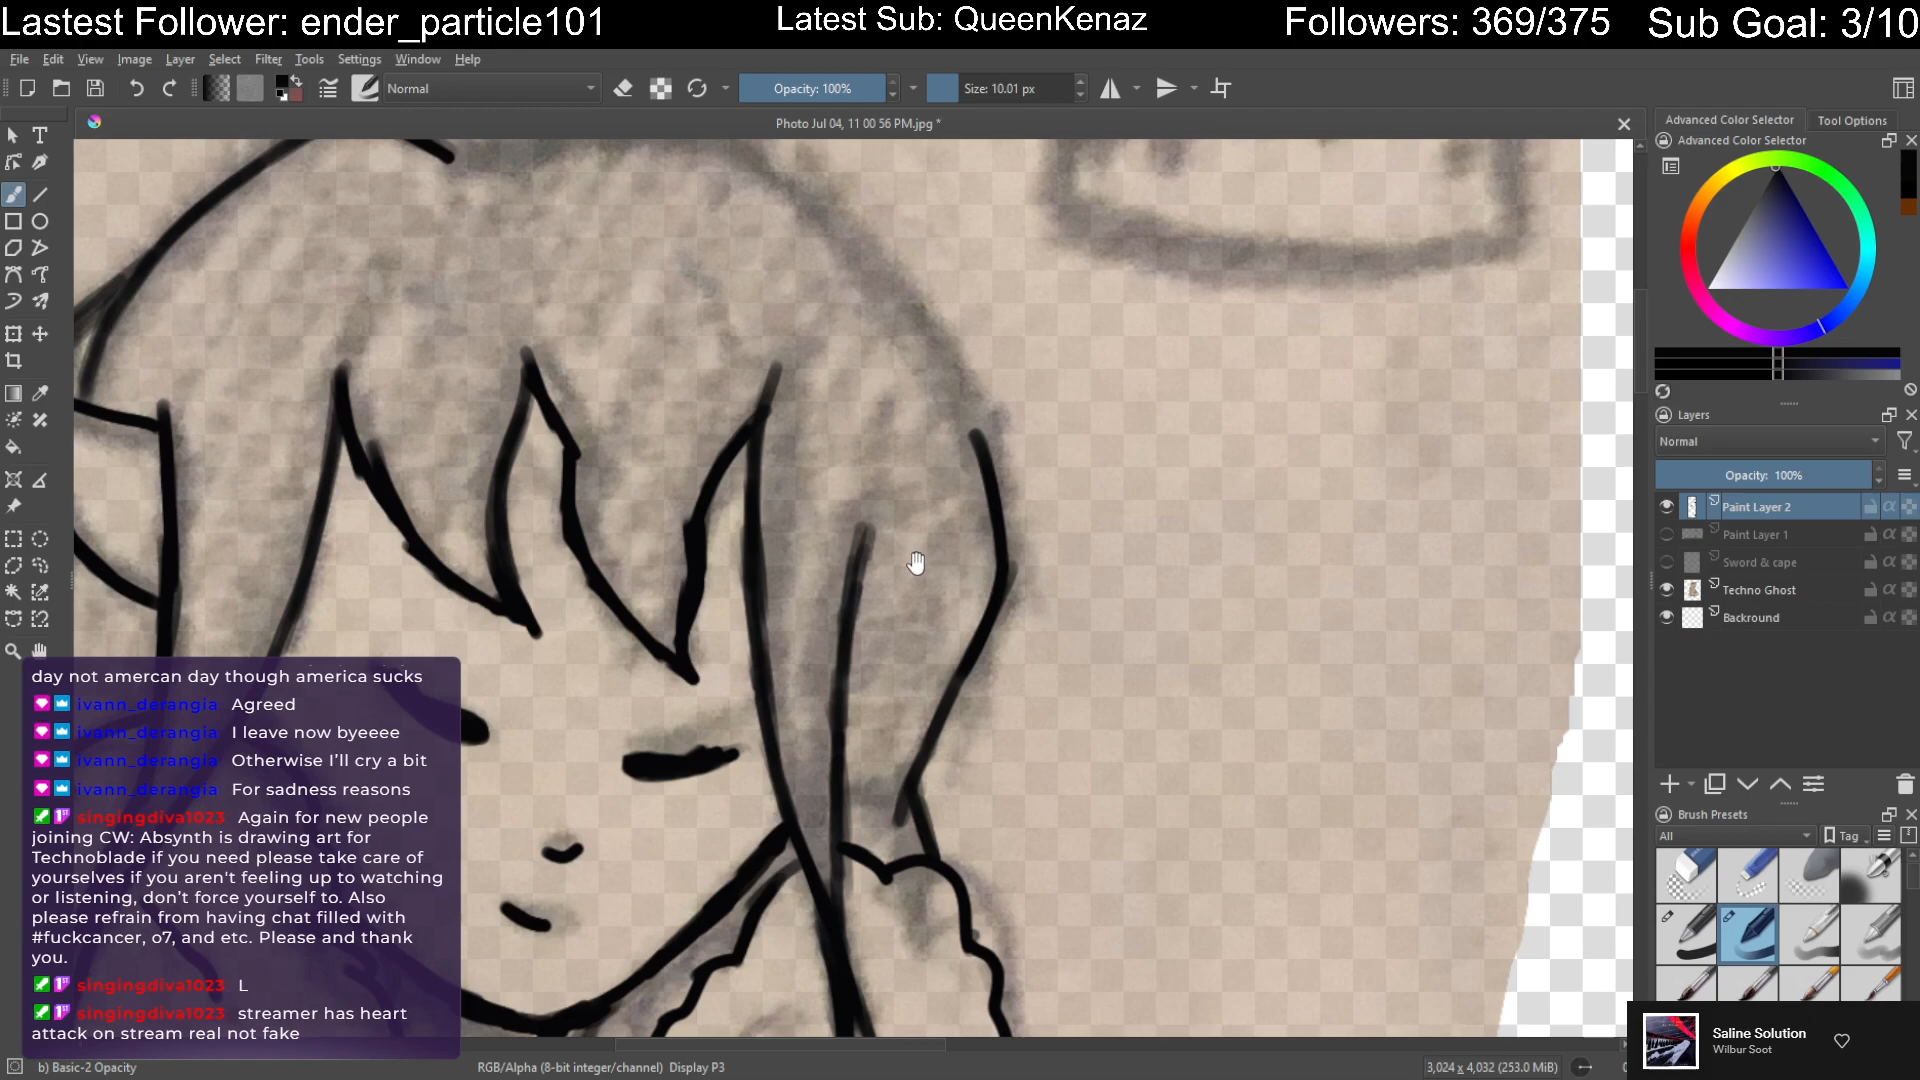 Lastest Follower: ender_particle101
Latest Sub: QueenKenaz
Followers: 369/375
Sub Goal: 3/10
File Edit View Image Layer Select Filter Tools Settings Window Help
Normal
Opacity: 100%
Size: 10.01 px
Photo Jul 04, 11 00 56 PM.jpg *
Advanced Color Selector
Tool Options
Advanced Color Selector
Layers
Normal
Opacity: 100%
Paint Layer 2
Paint Layer 1
Sword & cape
Techno Ghost
Backround
Brush Presets
All
Tag
day not amercan day though america sucks
ivann_derangia Agreed
ivann_derangia I leave now byeeee
ivann_derangia Otherwise I'll cry a bit
ivann_derangia For sadness reasons
singingdiva1023 Again for new people
joining CW: Absynth is drawing art for
Technoblade if you need please take care of
yourselves if you aren't feeling up to watching
or listening, don't force yourself to. Also
please refrain from having chat filled with
#fuckcancer, o7, and etc. Please and thank
you.
singingdiva1023 L
singingdiva1023 streamer has heart
attack on stream real not fake
Saline Solution
Wilbur Soot
b) Basic-2 Opacity
RGB/Alpha (8-bit integer/channel) Display P3
3,024 x 4,032 (253.0 MiB)